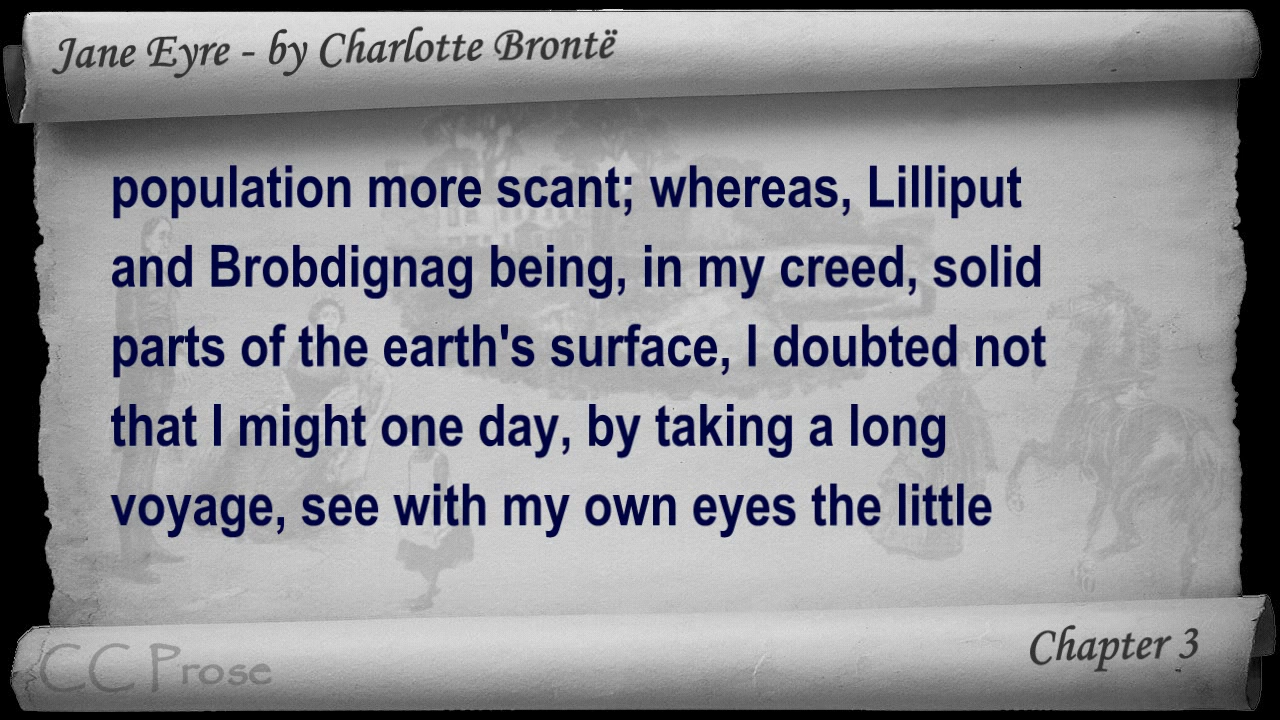 Jane Eyre - by Charlotte Brontë
population more scant; whereas, Lilliput
and Brobdignag being, in my creed, solid
parts of the earth's surface, I doubted not
that I might one day, by taking a long
voyage, see with my own eyes the little
Chapter 3
CC Prose